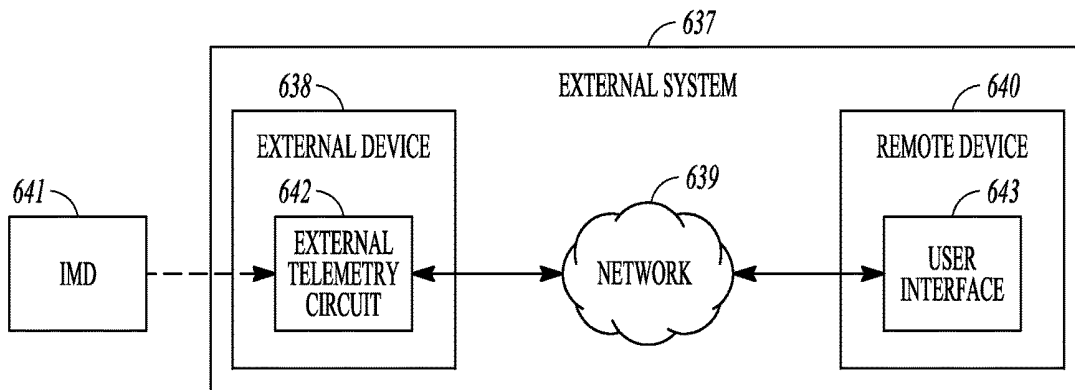 637
EXTERNAL SYSTEM
638
EXTERNAL DEVICE
640
REMOTE DEVICE
641
IMD
642
EXTERNAL
TELEMETRY
CIRCUIT
639
NETWORK
643
USER
INTERFACE